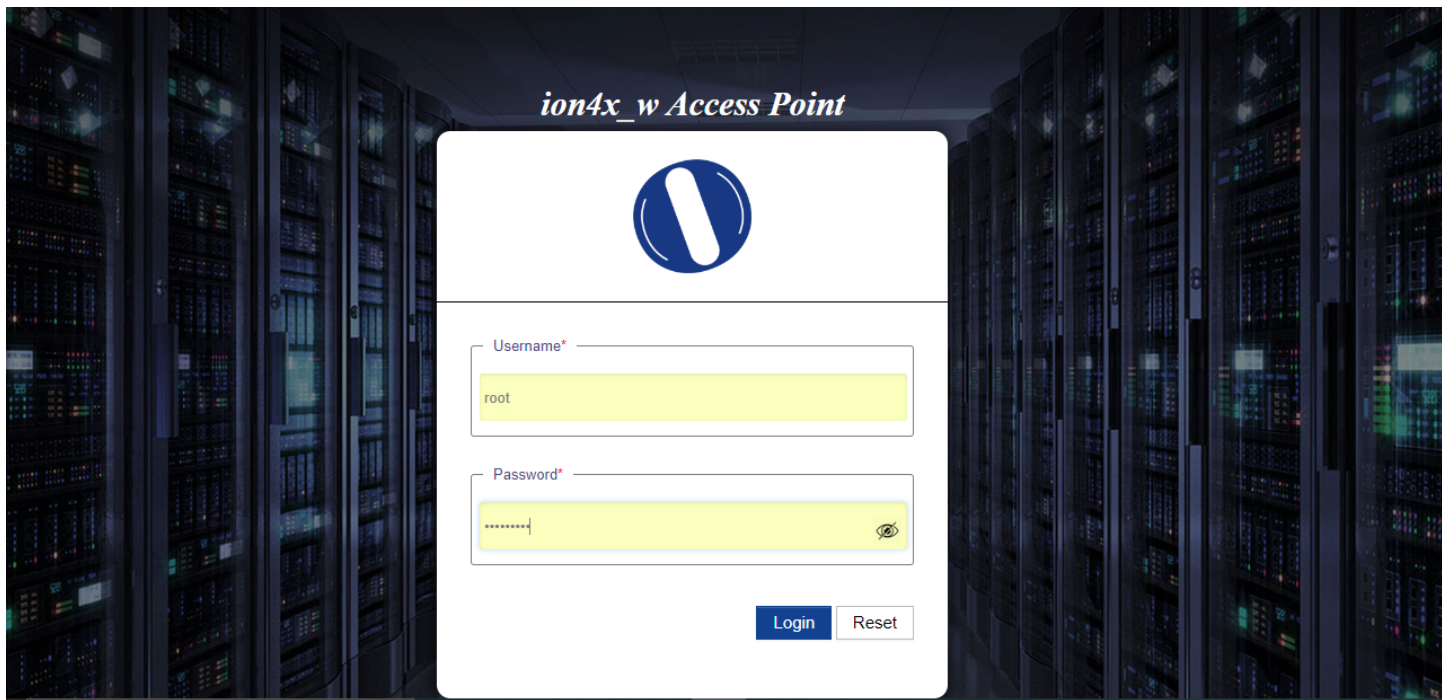 ion4x_w Access Point
Username*
root
Password*
•••••••••
Login Reset